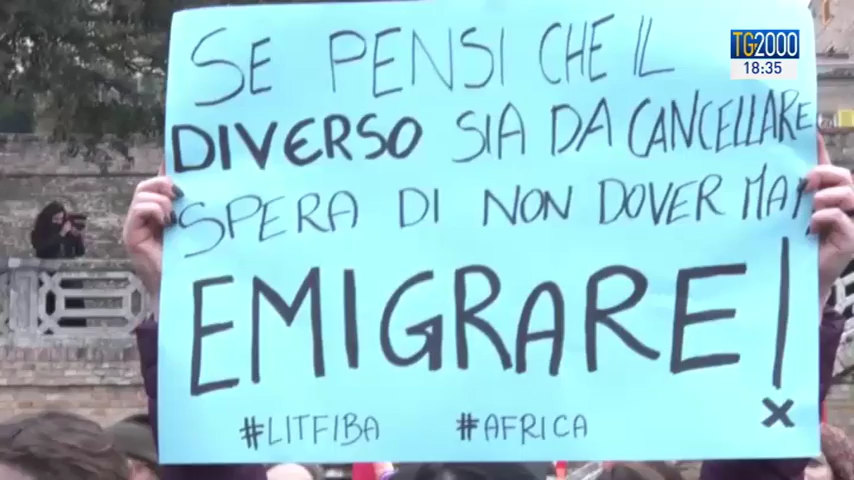 SE PENSI CHE IL
DIVERSO SIA DA CANCELLARE
SPERA DI NON DOVER MAI
EMIGRARE!
#LITFIBA #AFRICA
TG2000
18:35